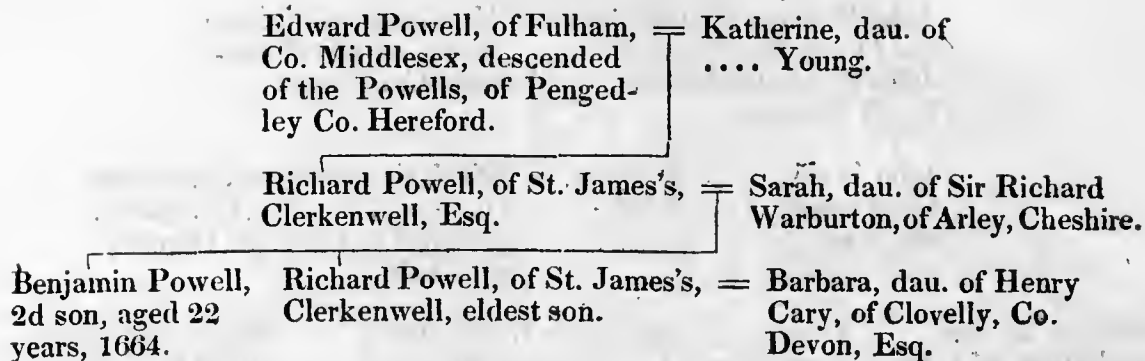 Edward Powell, of Fulham, = Katherine, dau. of
Co. Middlesex, descended .... Young.
of the Powells, of Penged-
ley Co. Hereford.
Richard Powell, of St. James's, = Sarah, dau. of Sir Richard
Clerkenwell, Esq. Warburton, of Arley, Cheshire.
Benjamin Powell, Richard Powell, of St. James's, = Barbara, dau. of Henry
2d son, aged 22 Clerkenwell, eldest son. Cary, of Clovelly, Co.
years, 1664. Devon, Esq.